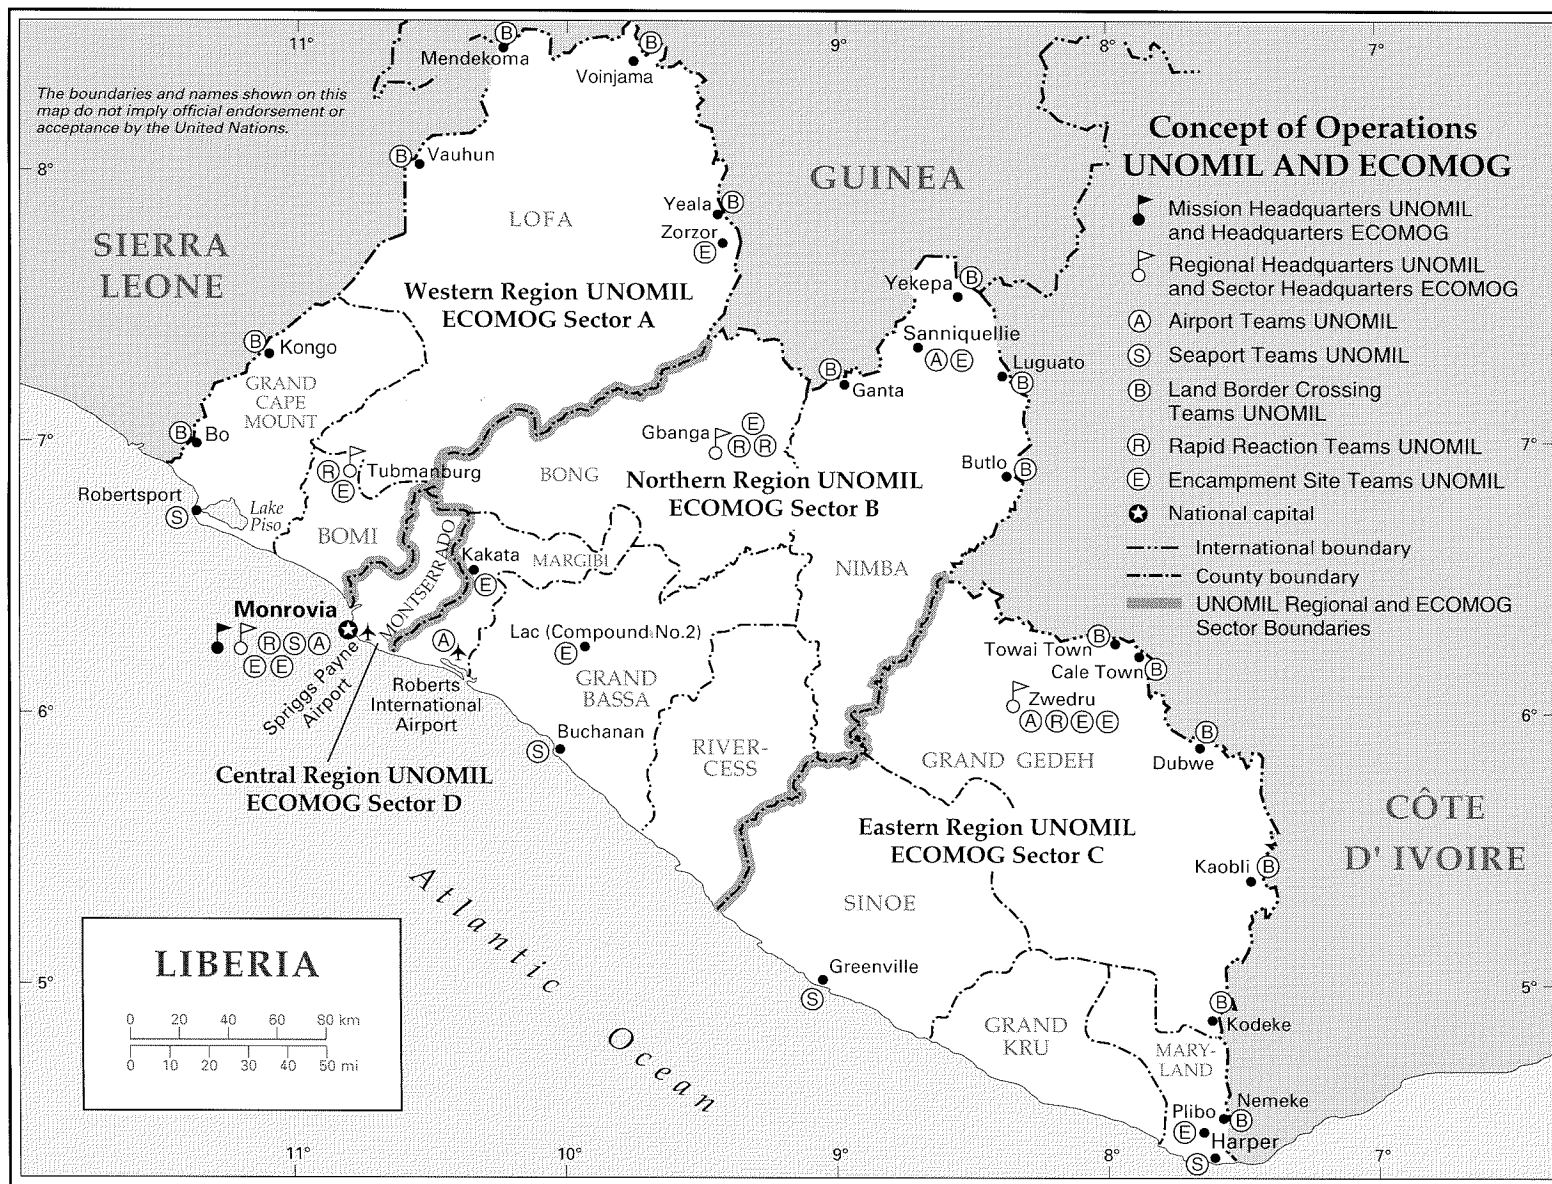 11°
9°
8°
7°
Mendekoma
B
B
Voinjama
The boundaries and names shown on this
map do not imply official endorsement or
acceptance by the United Nations.
Concept of Operations
UNOMIL AND ECOMOG
Mission Headquarters UNOMIL
and Headquarters ECOMOG
Regional Headquarters UNOMIL
and Sector Headquarters ECOMOG
A Airport Teams UNOMIL
S Seaport Teams UNOMIL
B Land Border Crossing
Teams UNOMIL
R Rapid Reaction Teams UNOMIL
E Encampment Site Teams UNOMIL
National capital
International boundary
County boundary
UNOMIL Regional and ECOMOG
Sector Boundaries
8°
B Vauhun
GUINEA
SIERRA
LEONE
LOFA
Yeala B
Zorzor
E
Western Region UNOMIL
ECOMOG Sector A
Yekepa B
Sanniquellie
A E
Luguato
B
B
Ganta
B
Kongo
GRAND
CAPE
MOUNT
7°
B Bo
7°
Gbanga E
R R
Butlo B
R
E
Tubmanburg
BONG
Northern Region UNOMIL
ECOMOG Sector B
Robertsport
S
Lake
Piso
BOMI
MONTSERRADO
Kakata
E
MARGIBI
NIMBA
Monrovia
R S A
E E
Spriggs Payne
Airport
A
Roberts
International
Airport
Lac (Compound No.2)
E
GRAND
BASSA
Towai Town B
Cale Town B
Zwedru
A R E E
6°
6°
Buchanan
S
RIVER-
CESS
GRAND GEDEH
B
Dubwe
Central Region UNOMIL
ECOMOG Sector D
CÔTE
D' IVOIRE
Eastern Region UNOMIL
ECOMOG Sector C
Kaobli B
SINOE
Atlantic
Ocean
LIBERIA
0 20 40 60 80 km
0 10 20 30 40 50 mi
5°
5°
Greenville
S
B
Kodeke
GRAND
KRU
MARY-
LAND
Nemeke
B
Plibo
E
Harper
S
11°
10°
9°
8°
7°